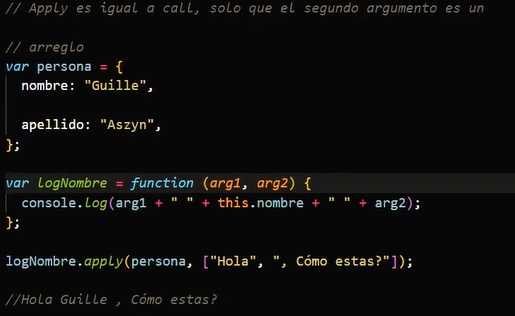 // Apply es igual a call, solo que el segundo argumento es un
// arreglo
var persona = {
nombre: "Guille",
apellido: "Aszyn",
};
var logNombre = function (arg1, arg2) {
console.log(arg1 + " " + this.nombre + " " + arg2);
};
logNombre.apply(persona, ["Hola", ", Cómo estas?"]);
//Hola Guille , Cómo estas?